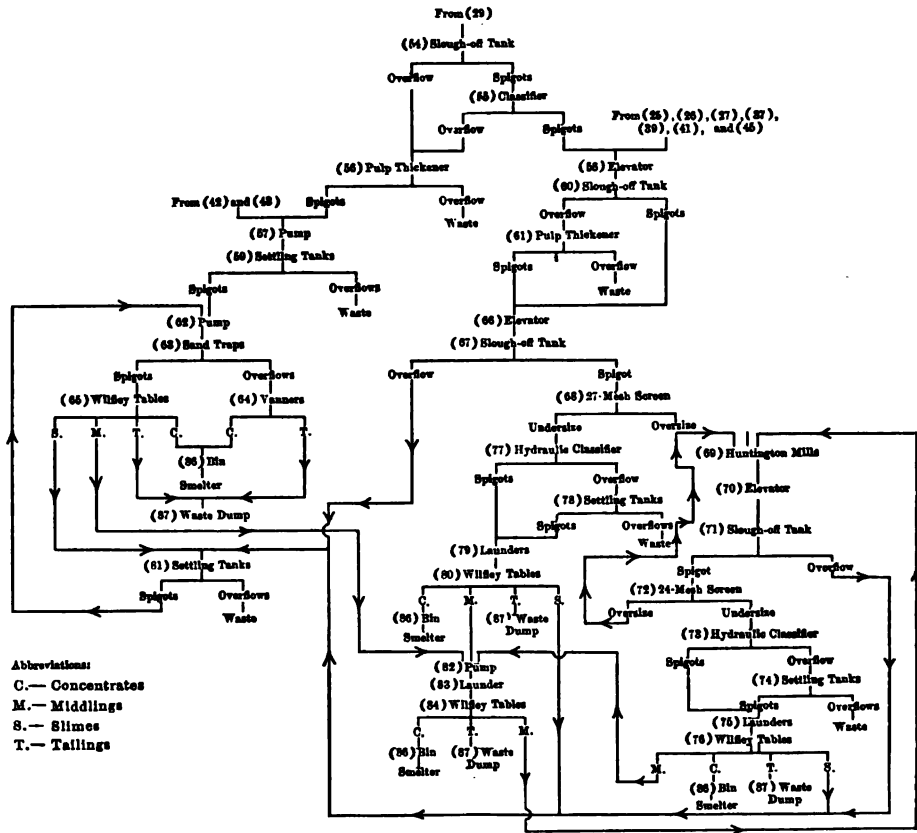 From (29)
(54) Slough-off Tank
Overflow Spigots
(55) Classifier
Overflow Spigots
From (25), (26), (27), (37),
(39), (41), and (45)
(56) Pulp Thickener
(58) Elevator
(60) Slough-off Tank
From (42) and (43) Spigots Overflow
Waste
Overflow Spigots
(57) Pump
(61) Pulp Thickener
(59) Settling Tanks
Spigots Overflow
Waste
Spigots Overflows
Waste
(62) Pump
(66) Elevator
(63) Sand Traps
(67) Slough-off Tank
Spigots Overflows
Overflow Spigot
(65) Wilfley Tables (64) Vanners
(68) 27-Mesh Screen
S. M. T. C. C. T.
Undersize Oversize
(86) Bin
Smelter
(77) Hydraulic Classifier
(69) Huntington Mills
Spigots Overflow
(70) Elevator
(87) Waste Dump
(78) Settling Tanks
Spigots Overflows
Waste
(71) Slough-off Tank
(79) Launders
(81) Settling Tanks
(80) Wilfley Tables
Spigot Overflow
Spigots Overflows
Waste
(72) 24-Mesh Screen
C. M. T. S.
(86) Bin
Smelter
(87) Waste
Dump
Oversize Undersize
(73) Hydraulic Classifier
Spigots Overflow
(82) Pump
(74) Settling Tanks
(83) Launder
Spigots Overflows
Waste
(84) Wilfley Tables
(75) Launders
C. T. M.
(76) Wilfley Tables
(86) Bin
Smelter
(87) Waste
Dump
M. C. T. S.
(86) Bin
Smelter
(87) Waste
Dump
Abbreviations:
C.— Concentrates
M.— Middlings
S.— Slimes
T.— Tailings